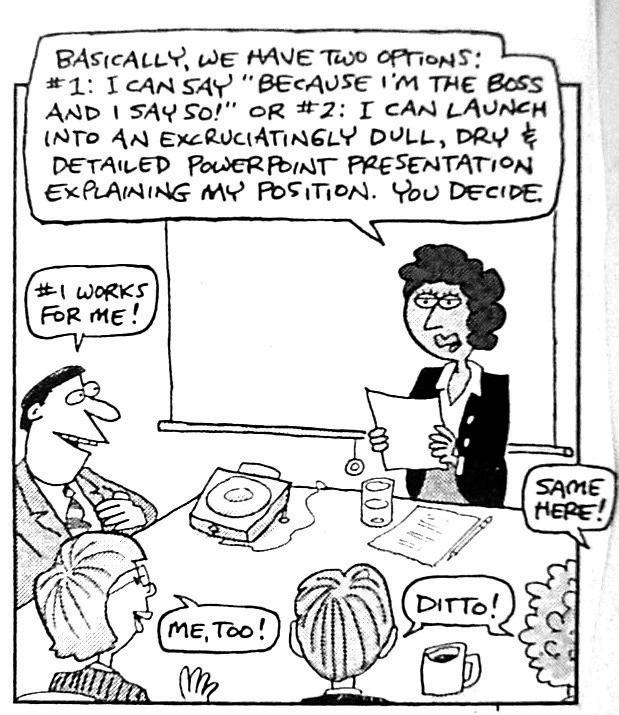 BASICALLY, WE HAVE TWO OPTIONS:
#1: I CAN SAY "BECAUSE I'M THE BOSS
AND I SAY SO!" OR #2: I CAN LAUNCH
INTO AN EXCRUCIATINGLY DULL, DRY &
DETAILED POWERPOINT PRESENTATION
EXPLAINING MY POSITION. YOU DECIDE.
#1 WORKS
FOR ME!
SAME
HERE!
ME, TOO!
DITTO!